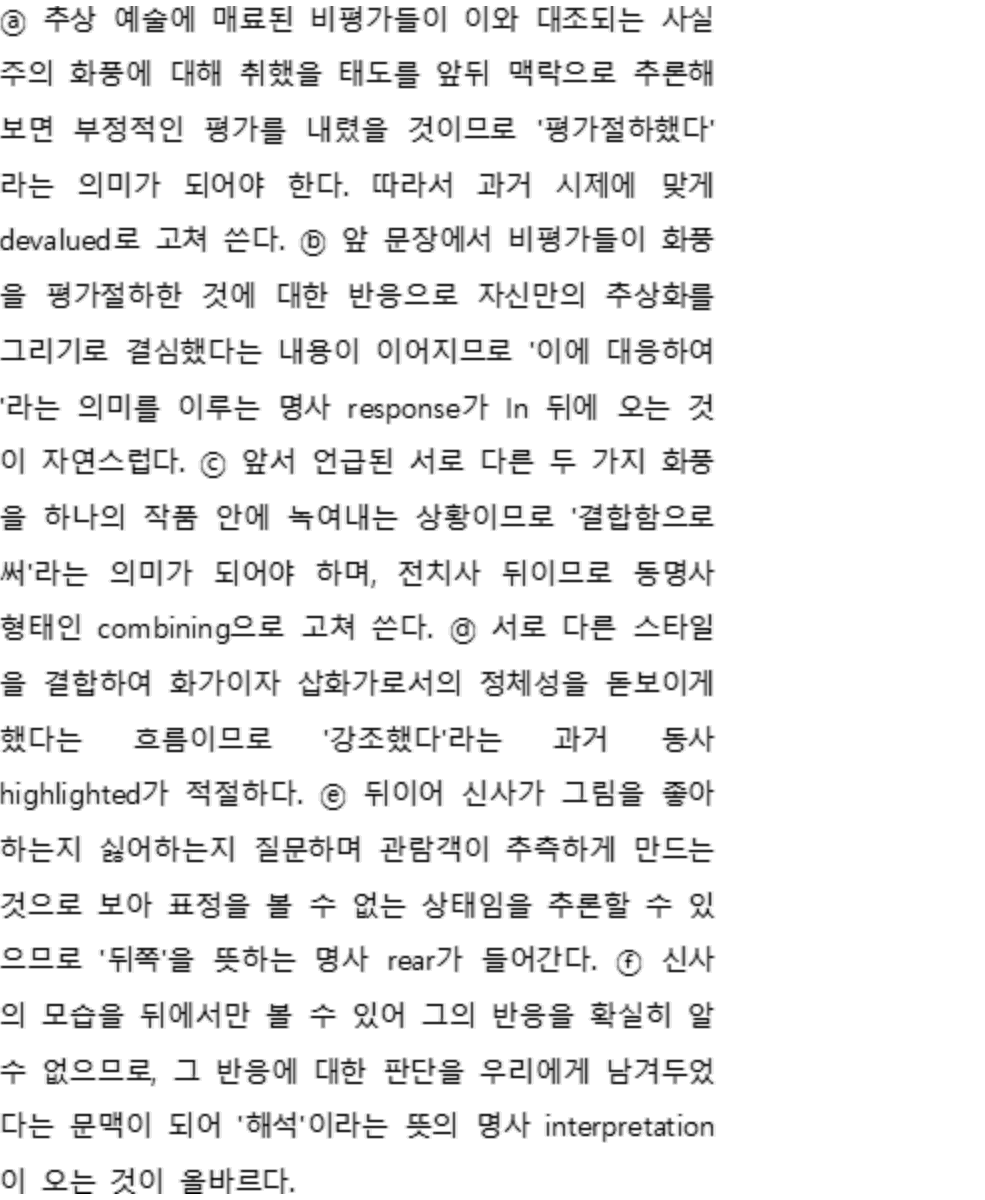 ⓐ 추상 예술에 매료된 비평가들이 이와 대조되는 사실
주의 화풍에 대해 취했을 태도를 앞뒤 맥락으로 추론해
보면 부정적인 평가를 내렸을 것이므로 '평가절하했다'
라는 의미가 되어야 한다. 따라서 과거 시제에 맞게
devalued로 고쳐 쓴다. ⓑ 앞 문장에서 비평가들이 화풍
을 평가절하한 것에 대한 반응으로 자신만의 추상화를
그리기로 결심했다는 내용이 이어지므로 '이에 대응하여
'라는 의미를 이루는 명사 response가 In 뒤에 오는 것
이 자연스럽다. ⓒ 앞서 언급된 서로 다른 두 가지 화풍
을 하나의 작품 안에 녹여내는 상황이므로 '결합함으로
써'라는 의미가 되어야 하며, 전치사 뒤이므로 동명사
형태인 combining으로 고쳐 쓴다. ⓓ 서로 다른 스타일
을 결합하여 화가이자 삽화가로서의 정체성을 돋보이게
했다는 흐름이므로 '강조했다'라는 과거 동사
highlighted가 적절하다. ⓔ 뒤이어 신사가 그림을 좋아
하는지 싫어하는지 질문하며 관람객이 추측하게 만드는
것으로 보아 표정을 볼 수 없는 상태임을 추론할 수 있
으므로 '뒤쪽'을 뜻하는 명사 rear가 들어간다. ⓕ 신사
의 모습을 뒤에서만 볼 수 있어 그의 반응을 확실히 알
수 없으므로, 그 반응에 대한 판단을 우리에게 남겨두었
다는 문맥이 되어 '해석'이라는 뜻의 명사 interpretation
이 오는 것이 올바르다.